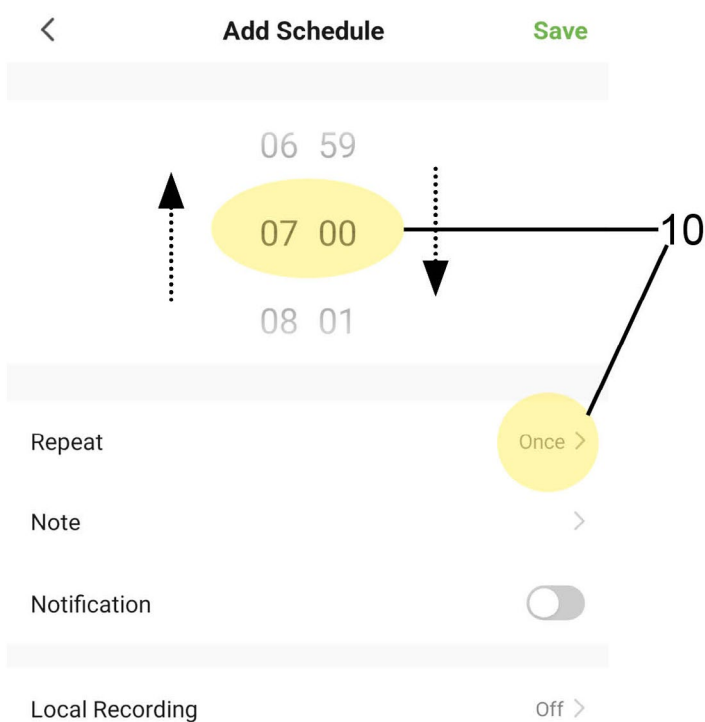 Add Schedule Save
06 59
07 00
10
08 01
Repeat Once
Note
Notification
Local Recording Off